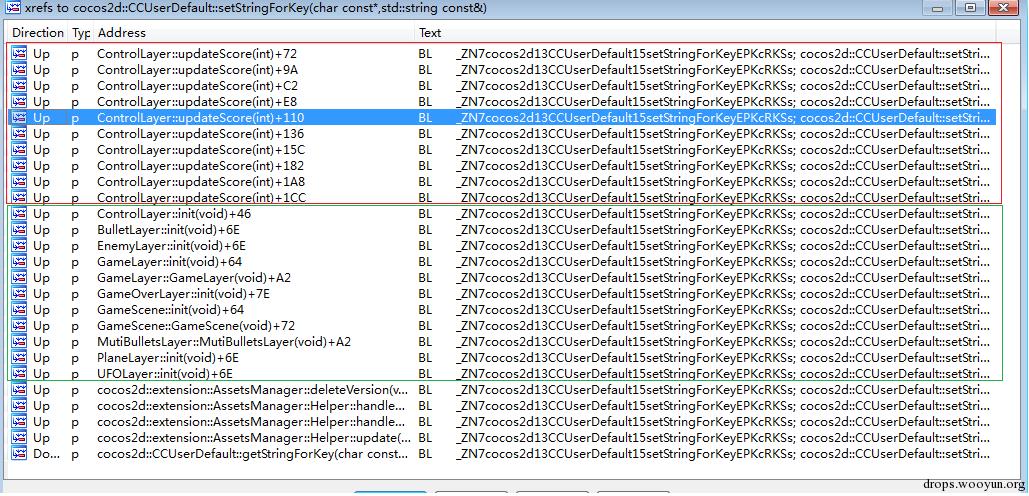 xrefs to cocos2d::CCUserDefault::setStringForKey(char const*,std::string const&)
Direction Typ Address Text
Up p ControlLayer::updateScore(int)+72 BL _ZN7cocos2d13CCUserDefault15setStringForKeyEPKcRKSs; cocos2d::CCUserDefault::setStri...
Up p ControlLayer::updateScore(int)+9A BL _ZN7cocos2d13CCUserDefault15setStringForKeyEPKcRKSs; cocos2d::CCUserDefault::setStri...
Up p ControlLayer::updateScore(int)+C2 BL _ZN7cocos2d13CCUserDefault15setStringForKeyEPKcRKSs; cocos2d::CCUserDefault::setStri...
Up p ControlLayer::updateScore(int)+E8 BL _ZN7cocos2d13CCUserDefault15setStringForKeyEPKcRKSs; cocos2d::CCUserDefault::setStri...
Up p ControlLayer::updateScore(int)+110 BL _ZN7cocos2d13CCUserDefault15setStringForKeyEPKcRKSs; cocos2d::CCUserDefault::setStri...
Up p ControlLayer::updateScore(int)+136 BL _ZN7cocos2d13CCUserDefault15setStringForKeyEPKcRKSs; cocos2d::CCUserDefault::setStri...
Up p ControlLayer::updateScore(int)+15C BL _ZN7cocos2d13CCUserDefault15setStringForKeyEPKcRKSs; cocos2d::CCUserDefault::setStri...
Up p ControlLayer::updateScore(int)+182 BL _ZN7cocos2d13CCUserDefault15setStringForKeyEPKcRKSs; cocos2d::CCUserDefault::setStri...
Up p ControlLayer::updateScore(int)+1A8 BL _ZN7cocos2d13CCUserDefault15setStringForKeyEPKcRKSs; cocos2d::CCUserDefault::setStri...
Up p ControlLayer::updateScore(int)+1CC BL _ZN7cocos2d13CCUserDefault15setStringForKeyEPKcRKSs; cocos2d::CCUserDefault::setStri...
Up p ControlLayer::init(void)+46 BL _ZN7cocos2d13CCUserDefault15setStringForKeyEPKcRKSs; cocos2d::CCUserDefault::setStri...
Up p BulletLayer::init(void)+6E BL _ZN7cocos2d13CCUserDefault15setStringForKeyEPKcRKSs; cocos2d::CCUserDefault::setStri...
Up p EnemyLayer::init(void)+6E BL _ZN7cocos2d13CCUserDefault15setStringForKeyEPKcRKSs; cocos2d::CCUserDefault::setStri...
Up p GameLayer::init(void)+64 BL _ZN7cocos2d13CCUserDefault15setStringForKeyEPKcRKSs; cocos2d::CCUserDefault::setStri...
Up p GameLayer::GameLayer(void)+A2 BL _ZN7cocos2d13CCUserDefault15setStringForKeyEPKcRKSs; cocos2d::CCUserDefault::setStri...
Up p GameOverLayer::init(void)+7E BL _ZN7cocos2d13CCUserDefault15setStringForKeyEPKcRKSs; cocos2d::CCUserDefault::setStri...
Up p GameScene::init(void)+64 BL _ZN7cocos2d13CCUserDefault15setStringForKeyEPKcRKSs; cocos2d::CCUserDefault::setStri...
Up p GameScene::GameScene(void)+72 BL _ZN7cocos2d13CCUserDefault15setStringForKeyEPKcRKSs; cocos2d::CCUserDefault::setStri...
Up p MutiBulletsLayer::MutiBulletsLayer(void)+A2 BL _ZN7cocos2d13CCUserDefault15setStringForKeyEPKcRKSs; cocos2d::CCUserDefault::setStri...
Up p PlaneLayer::init(void)+6E BL _ZN7cocos2d13CCUserDefault15setStringForKeyEPKcRKSs; cocos2d::CCUserDefault::setStri...
Up p UFOLayer::init(void)+6E BL _ZN7cocos2d13CCUserDefault15setStringForKeyEPKcRKSs; cocos2d::CCUserDefault::setStri...
Up p cocos2d::extension::AssetsManager::deleteVersion(v... BL _ZN7cocos2d13CCUserDefault15setStringForKeyEPKcRKSs; cocos2d::CCUserDefault::setStri...
Up p cocos2d::extension::AssetsManager::Helper::handle... BL _ZN7cocos2d13CCUserDefault15setStringForKeyEPKcRKSs; cocos2d::CCUserDefault::setStri...
Up p cocos2d::extension::AssetsManager::Helper::handle... BL _ZN7cocos2d13CCUserDefault15setStringForKeyEPKcRKSs; cocos2d::CCUserDefault::setStri...
Up p cocos2d::extension::AssetsManager::Helper::update(... BL _ZN7cocos2d13CCUserDefault15setStringForKeyEPKcRKSs; cocos2d::CCUserDefault::setStri...
Do... p cocos2d::CCUserDefault::getStringForKey(char const... BL _ZN7cocos2d13CCUserDefault15setStringForKeyEPKcRKSs; cocos2d::CCUserDefault::setStri...
drops.wooyun.org